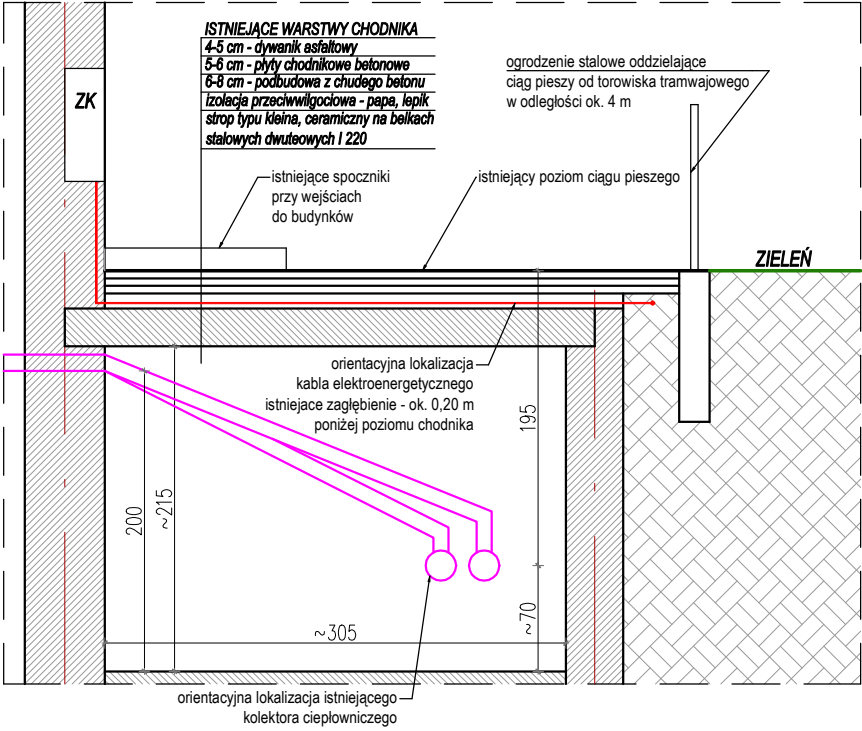 ISTNIEJĄCE WARSTWY CHODNIKA
4-5 cm - dywanik asfaltowy
5-6 cm - płyty chodnikowe betonowe
6-8 cm - podbudowa z chudego betonu
izolacja przeciwwilgociowa - papa, lepik
strop typu kleina, ceramiczny na belkach
stalowych dwuteowych I 220
ogrodzenie stalowe oddzielające
ciąg pieszy od torowiska tramwajowego
w odległości ok. 4 m
ZK
istniejące spoczniki
przy wejściach
do budynków
istniejący poziom ciągu pieszego
ZIELEŃ
orientacyjna lokalizacja
kabla elektroenergetycznego
istniejace zagłębienie - ok. 0,20 m
poniżej poziomu chodnika
195
200
~215
~305
~70
orientacyjna lokalizacja istniejącego
kolektora ciepłowniczego